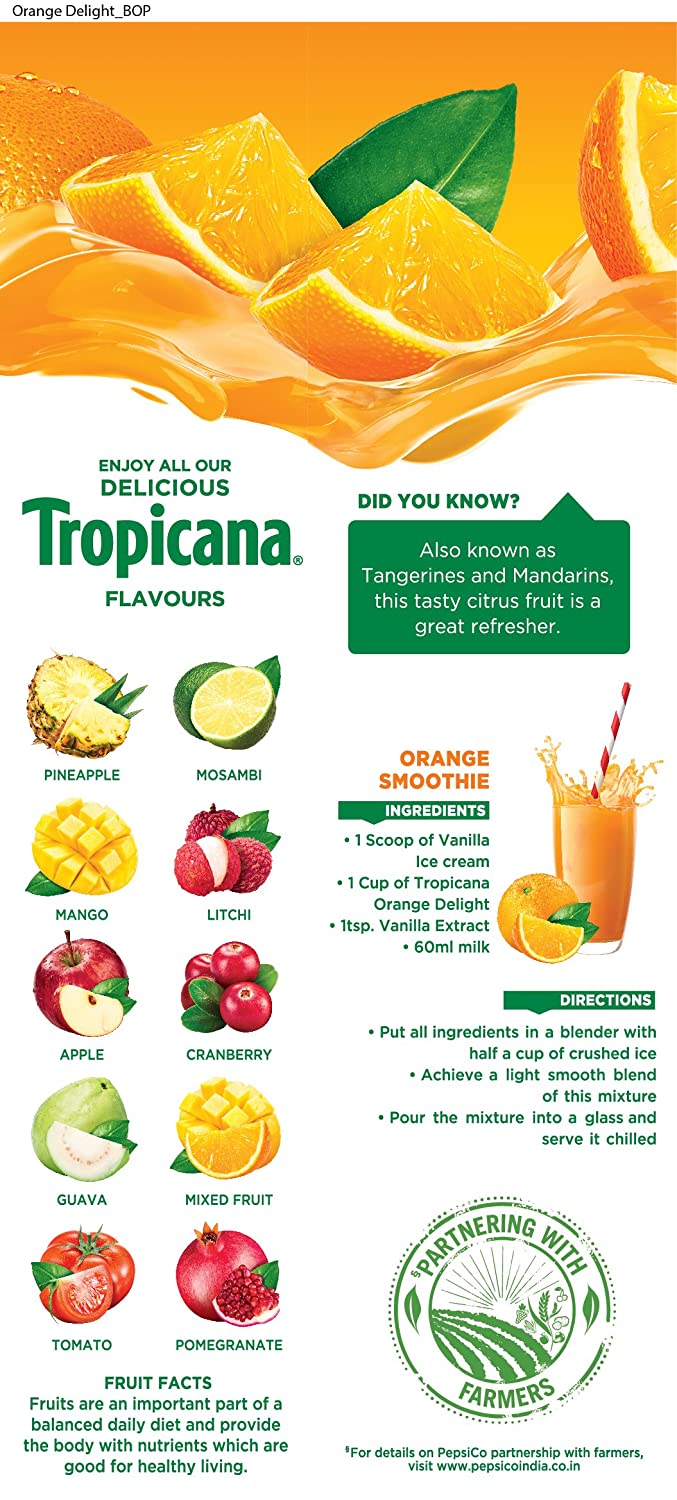 Orange Delight_BOP
ENJOY ALL OUR
DELICIOUS
Tropicana®
FLAVOURS
PINEAPPLE
MOSAMBI
MANGO
LITCHI
APPLE
CRANBERRY
GUAVA
MIXED FRUIT
TOMATO
POMEGRANATE
FRUIT FACTS
Fruits are an important part of a
balanced daily diet and provide
the body with nutrients which are
good for healthy living.
DID YOU KNOW?
Also known as
Tangerines and Mandarins,
this tasty citrus fruit is a
great refresher.
ORANGE
SMOOTHIE
INGREDIENTS
• 1 Scoop of Vanilla
Ice cream
• 1 Cup of Tropicana
Orange Delight
• 1tsp. Vanilla Extract
• 60ml milk
DIRECTIONS
• Put all ingredients in a blender with
half a cup of crushed ice
• Achieve a light smooth blend
of this mixture
• Pour the mixture into a glass and
serve it chilled
§PARTNERING WITH
FARMERS
§For details on PepsiCo partnership with farmers,
visit www.pepsicoindia.co.in